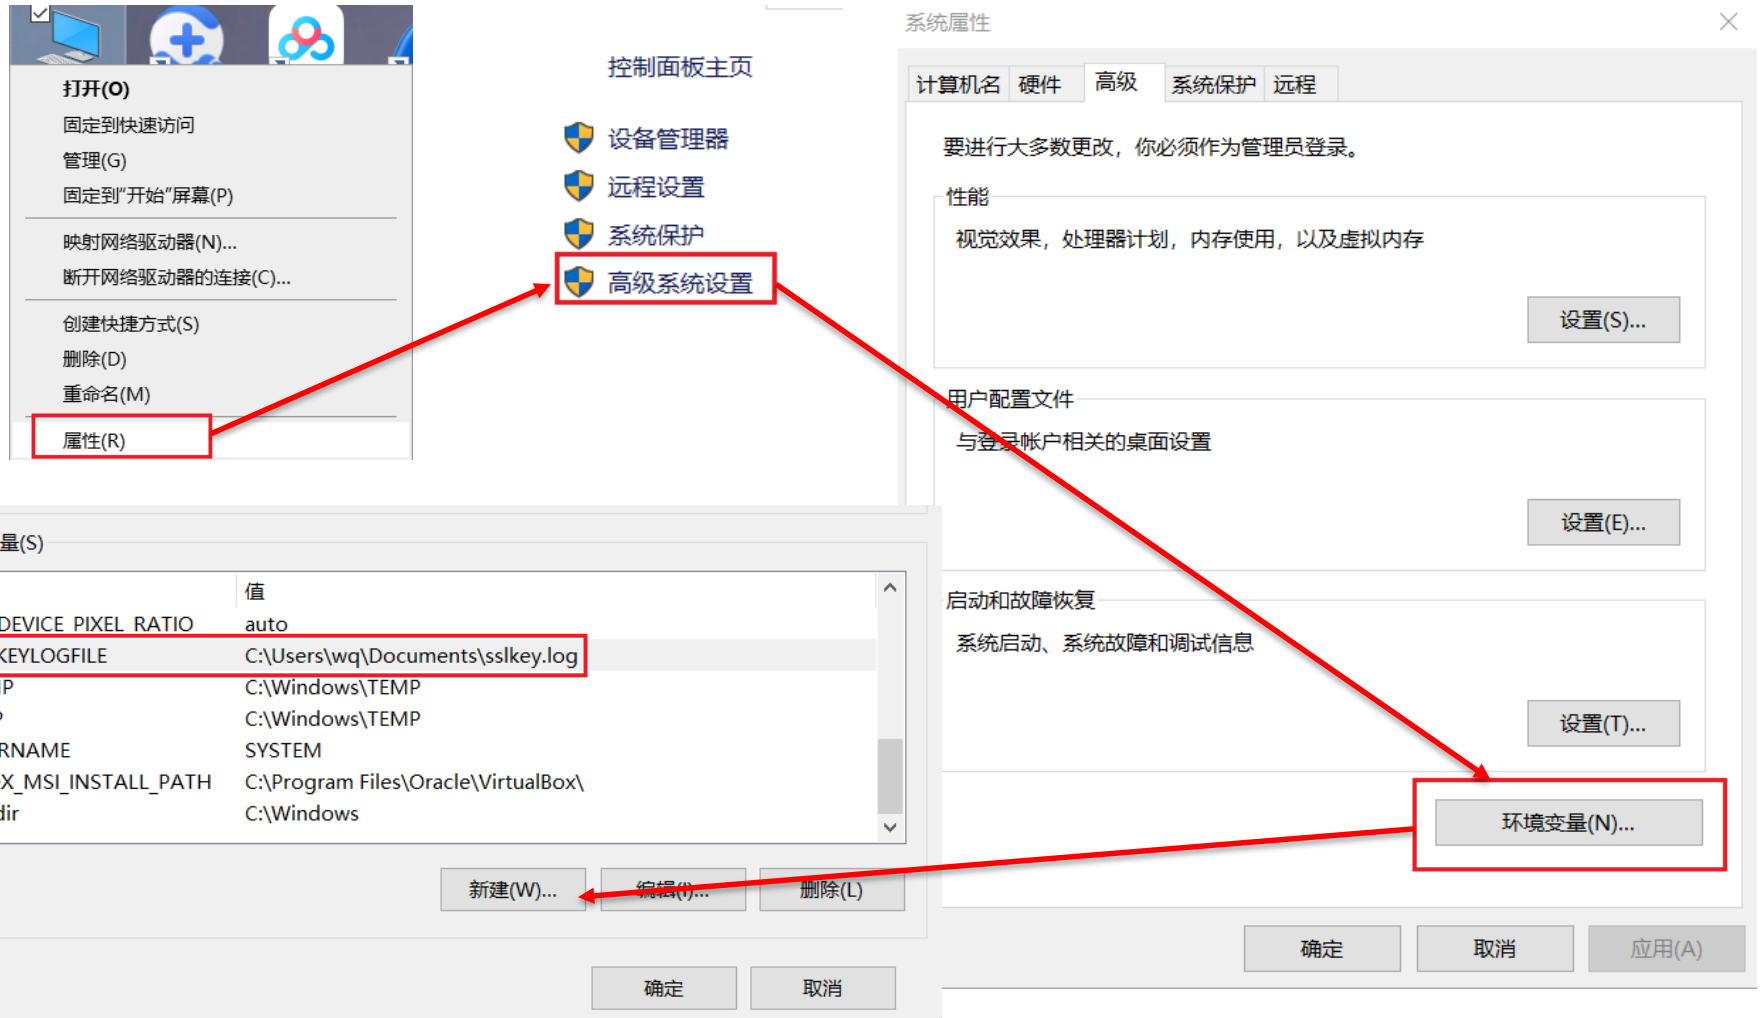 打开(O)
固定到快速访问
管理(G)
固定到“开始”屏幕(P)
映射网络驱动器(N)...
断开网络驱动器的连接(C)...
创建快捷方式(S)
删除(D)
重命名(M)
属性(R)
控制面板主页
设备管理器
远程设置
系统保护
高级系统设置
系统属性
计算机名 硬件 高级 系统保护 远程
要进行大多数更改，你必须作为管理员登录。
性能
视觉效果，处理器计划，内存使用，以及虚拟内存
设置(S)...
用户配置文件
与登录帐户相关的桌面设置
设置(E)...
启动和故障恢复
系统启动、系统故障和调试信息
设置(T)...
环境变量(N)...
确定 取消 应用(A)
量(S)
值
DEVICE_PIXEL_RATIO auto
KEYLOGFILE C:\Users\wq\Documents\sslkey.log
IP C:\Windows\TEMP
P C:\Windows\TEMP
RNAME SYSTEM
OX_MSI_INSTALL_PATH C:\Program Files\Oracle\VirtualBox\
dir C:\Windows
新建(W)... 编辑(I)... 删除(L)
确定 取消